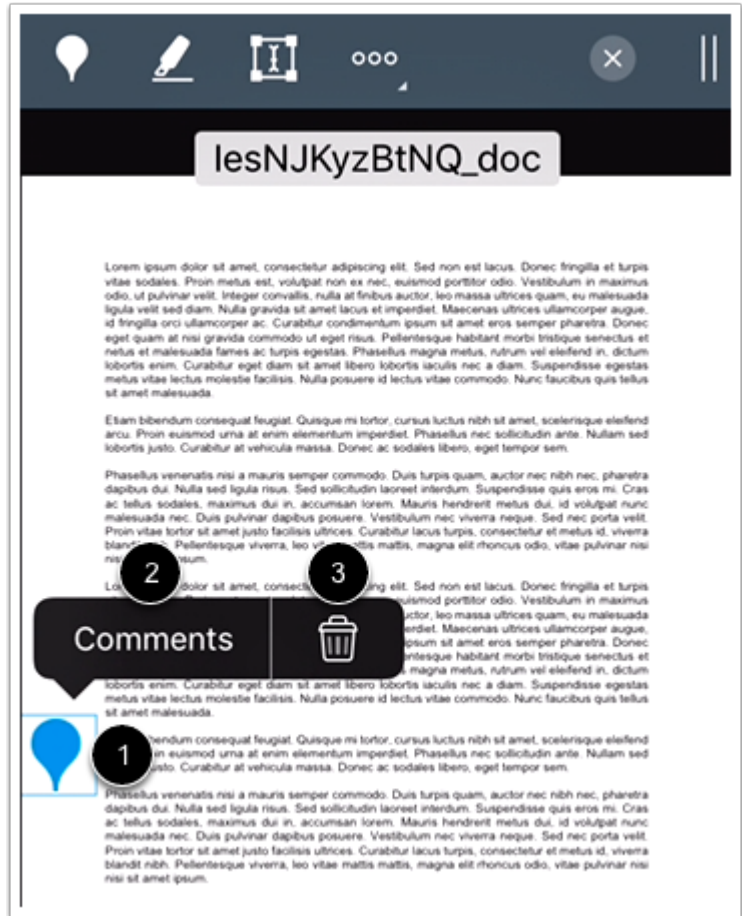 IesNJKyzBtNQ_doc
Lorem ipsum dolor sit amet, consectetur adipiscing elit. Sed non est lacus. Donec fringilla et turpis
vitae sodales. Proin metus est, volutpat non ex nec, euismod porttitor odio. Vestibulum in maximus
odio, ut pulvinar velit. Integer convallis, nulla at finibus auctor, leo massa ultrices quam, eu malesuada
ligula velit sed diam. Nulla gravida sit amet lacus et imperdiet. Maecenas ultrices ullamcorper augue,
id fringilla orci ullamcorper ac. Curabitur condimentum ipsum sit amet eros semper pharetra. Donec
eget quam at nisi gravida commodo ut eget risus. Pellentesque habitant morbi tristique senectus et
netus et malesuada fames ac turpis egestas. Phasellus magna metus, rutrum vel eleifend in, dictum
lobortis enim. Curabitur eget diam sit amet libero lobortis iaculis nec a diam. Suspendisse egestas
metus vitae lectus molestie facilisis. Nulla posuere id lectus vitae commodo. Nunc faucibus quis tellus
sit amet malesuada.
Etiam bibendum consequat feugiat. Quisque mi tortor, cursus luctus nibh sit amet, scelerisque eleifend
arcu. Proin euismod urna at enim elementum imperdiet. Phasellus nec sollicitudin ante. Nullam sed
lobortis justo. Curabitur at vehicula massa. Donec ac sodales libero, eget tempor sem.
Phasellus venenatis nisi a mauris semper commodo. Duis turpis quam, auctor nec nibh nec, pharetra
dapibus dui. Nulla sed ligula risus. Sed sollicitudin laoreet interdum. Suspendisse quis eros mi. Cras
ac tellus sodales, maximus dui in, accumsan lorem. Mauris hendrerit metus dui, id volutpat nunc
malesuada nec. Duis pulvinar dapibus posuere. Vestibulum nec viverra neque. Sed nec porta velit.
Proin vitae tortor sit amet justo facilisis ultrices. Curabitur lacus turpis, consectetur et metus id, viverra
Pellentesque viverra, leo mattis, magna elit rhoncus odio, vitae pulvinar nisi
2
3
dolor sit amet, elit. Sed non est lacus. Donec fringilla et turpis
euismod porttitor odio. Vestibulum in maximus
leo massa ultrices quam, eu malesuada
Maecenas ultrices ullamcorper augue,
sit amet eros semper pharetra. Donec
habitant morbi tristique senectus et
magna metus, rutrum vel eleifend in, dictum
Comments
lobortis enim. Curabitur eget diam sit amet libero lobortis iaculis nec a diam. Suspendisse egestas
metus vitae lectus molestie facilisis. Nulla posuere id lectus vitae commodo. Nunc faucibus quis tellus
sit amet malesuada.
1
consequat feugiat. Quisque mi tortor, cursus luctus nibh sit amet, scelerisque eleifend
in euismod urna at enim elementum imperdiet. Phasellus nec sollicitudin ante. Nullam sed
Curabitur at vehicula massa. Donec ac sodales libero, eget tempor sem.
Phasellus venenatis nisi a mauris semper commodo. Duis turpis quam, auctor nec nibh nec, pharetra
dapibus dui. Nulla sed ligula risus. Sed sollicitudin laoreet interdum. Suspendisse quis eros mi. Cras
ac tellus sodales, maximus dui in, accumsan lorem. Mauris hendrerit metus dui, id volutpat nunc
malesuada nec. Duis pulvinar dapibus posuere. Vestibulum nec viverra neque. Sed nec porta velit.
Proin vitae tortor sit amet justo facilisis ultrices. Curabitur lacus turpis, consectetur et metus id, viverra
blandit nibh. Pellentesque viverra, leo vitae mattis mattis, magna elit rhoncus odio, vitae pulvinar nisi
nisi sit amet ipsum.